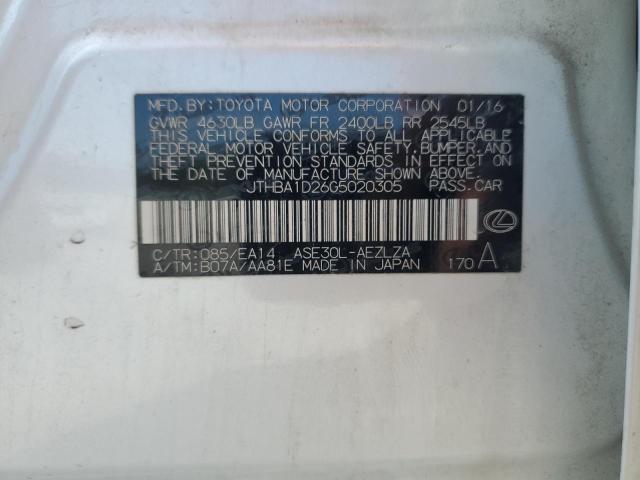 MFD. BY: TOYOTA MOTOR CORPORATION 01/16
GVWR 4630LB GAWR FR 2400LB RR 2545LB
THIS VEHICLE CONFORMS TO ALL APPLICABLE
FEDERAL MOTOR VEHICLE SAFETY, BUMPER, AND
THEFT PREVENTION STANDARDS IN EFFECT ON
THE DATE OF MANUFACTURE SHOWN ABOVE.
JTHBA1D26G5020305 PASS. CAR
C/TR: 085/EA14 ASE30L-AEZLZA
A/TM: B07A/AA81E MADE IN JAPAN 170 A